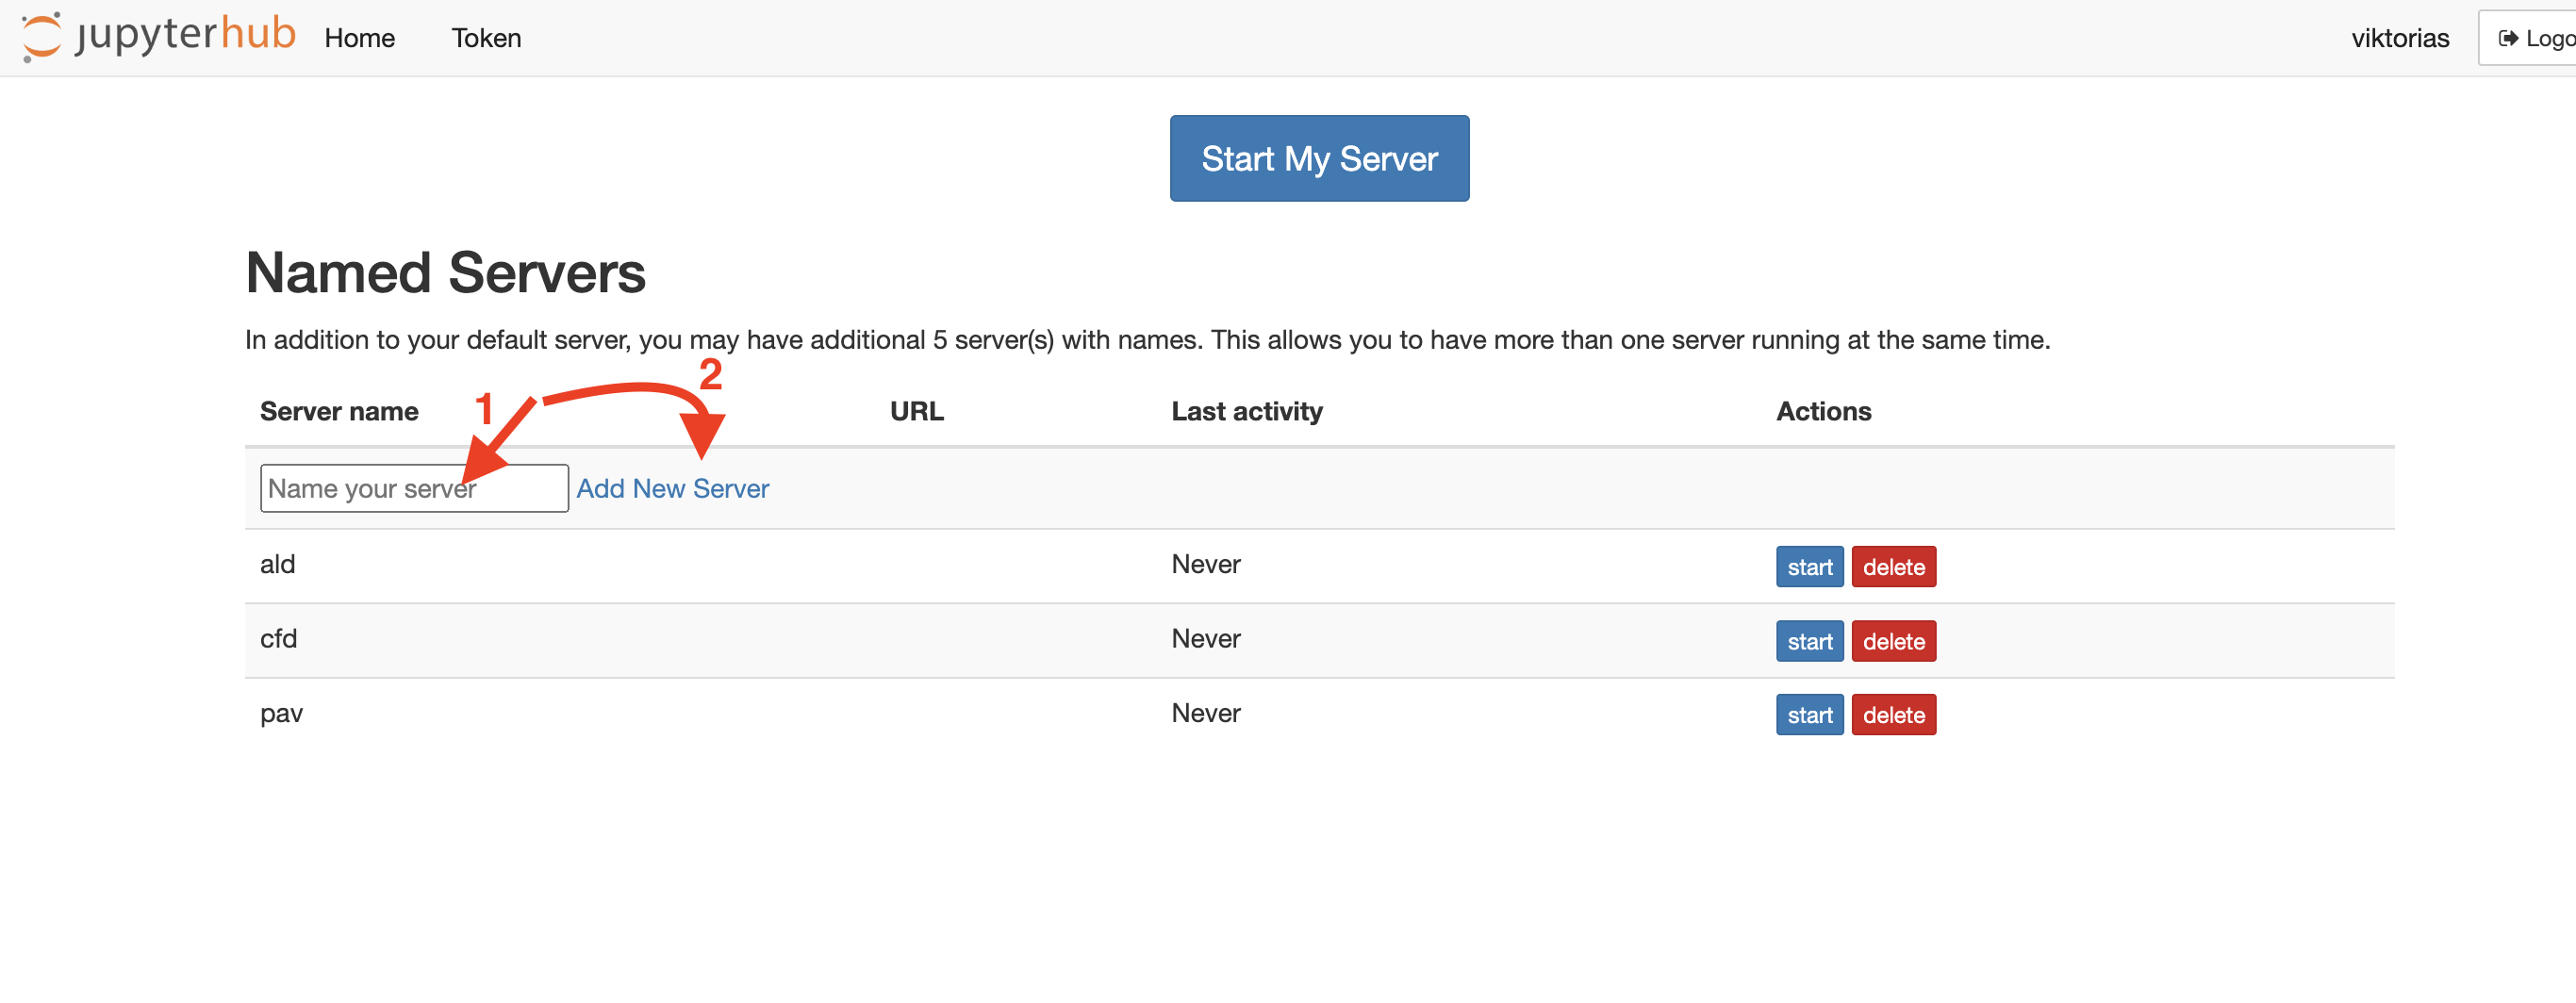 jupyterhub Home Token viktorias Logo
Start My Server
Named Servers
In addition to your default server, you may have additional 5 server(s) with names. This allows you to have more than one server running at the same time.
2
1
Server name URL Last activity Actions
Name your server Add New Server
ald Never start delete
cfd Never start delete
pav Never start delete